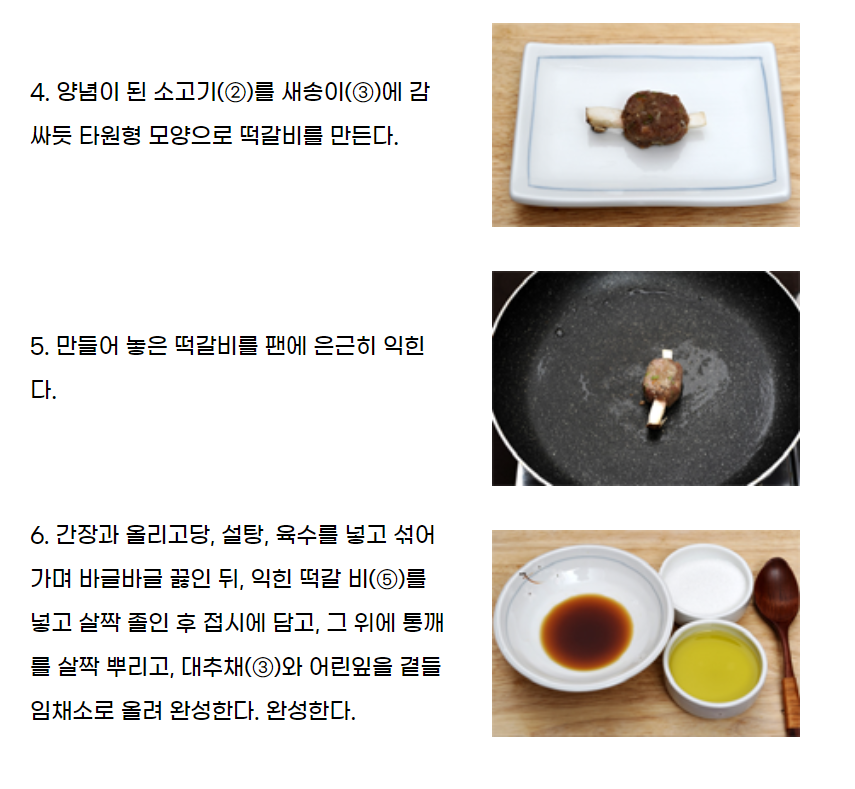 4. 양념이 된 소고기(②)를 새송이(③)에 감
싸듯 타원형 모양으로 떡갈비를 만든다.
5. 만들어 놓은 떡갈비를 팬에 은근히 익힌
다.
6. 간장과 올리고당, 설탕, 육수를 넣고 섞어
가며 바글바글 끓인 뒤, 익힌 떡갈 비(⑤)를
넣고 살짝 졸인 후 접시에 담고, 그 위에 통깨
를 살짝 뿌리고, 대추채(③)와 어린잎을 곁들
임채소로 올려 완성한다. 완성한다.